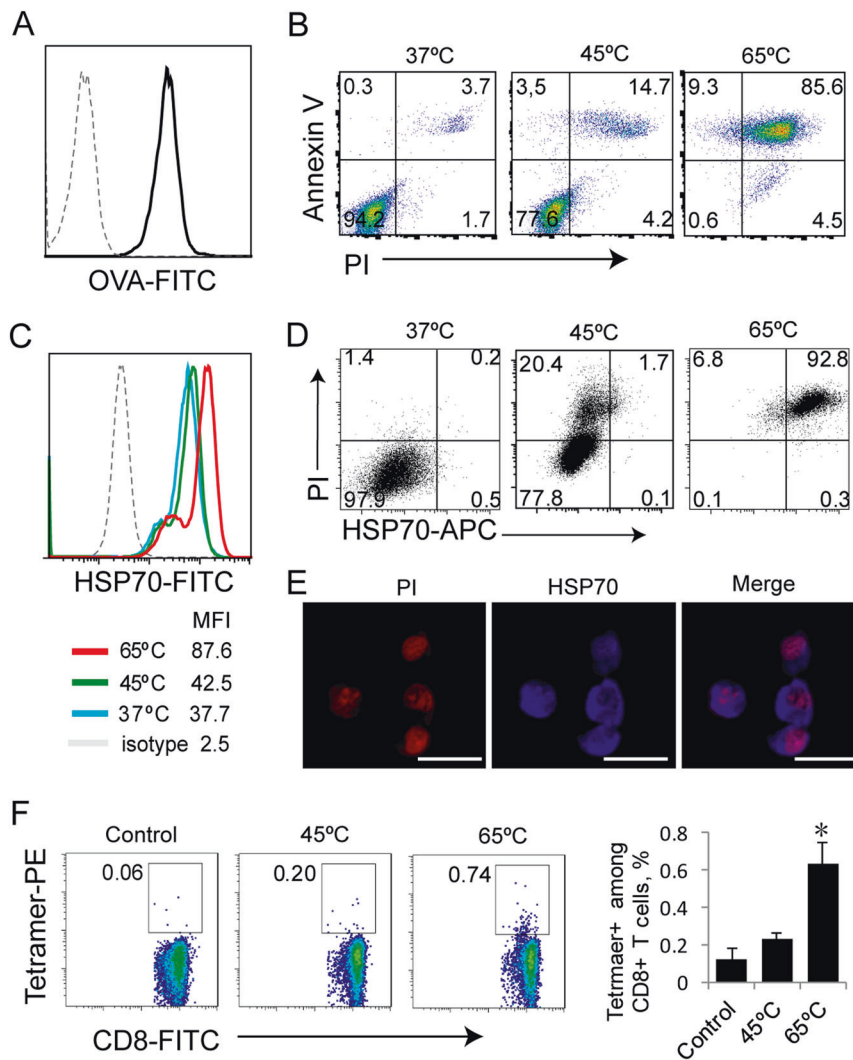 A
OVA-FITC
B
37ºC 45ºC 65ºC
0.3 3.7 3,5 14.7 9.3 85.6
Annexin V
94.2 1.7 77.6 4.2 0.6 4.5
PI
C
HSP70-FITC
MFI
65ºC 87.6
45ºC 42.5
37ºC 37.7
isotype 2.5
D
37ºC 45ºC 65ºC
1.4 0.2 20.4 1.7 6.8 92.8
PI
97.9 0.5 77.8 0.1 0.1 0.3
HSP70-APC
E
PI HSP70 Merge
F
Control 45ºC 65ºC
0.06 0.20 0.74
Tetramer-PE
CD8-FITC
Tetrmaer+ among
CD8+ T cells, %
0.8
0.6
0.4
0.2
0
*
Control 45ºC 65ºC